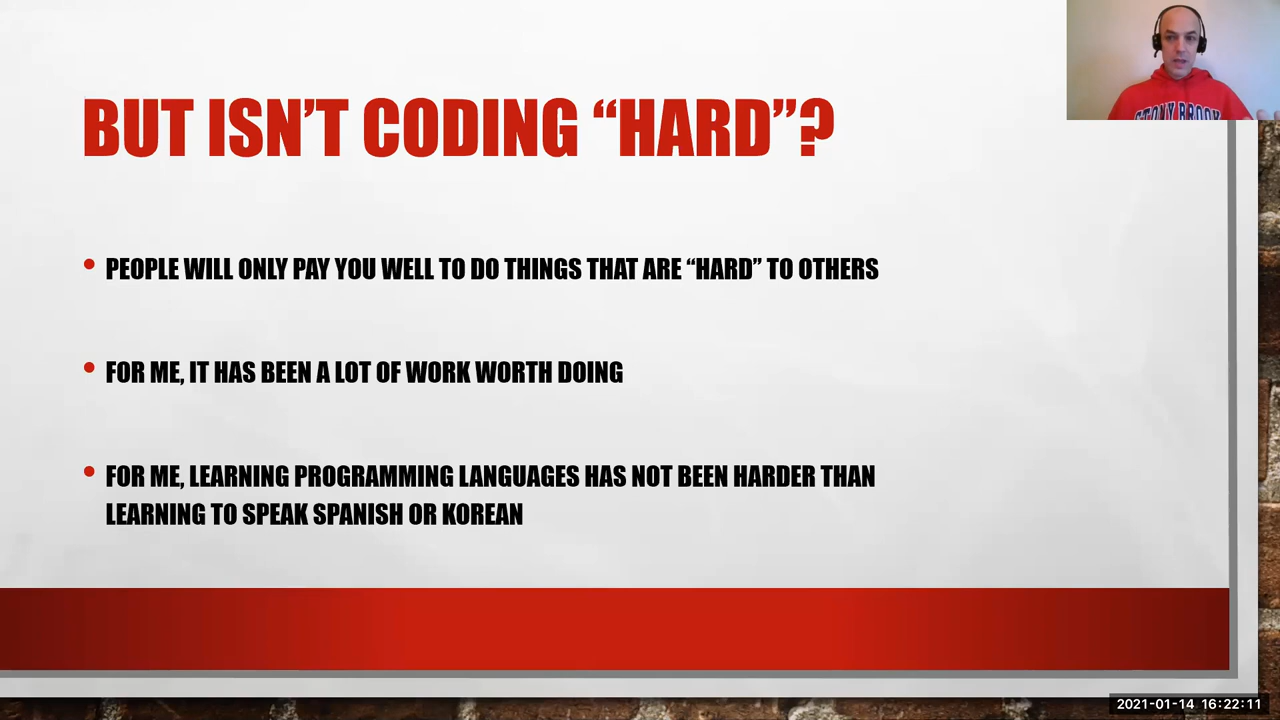 BUT ISN’T CODING “HARD”?
• PEOPLE WILL ONLY PAY YOU WELL TO DO THINGS THAT ARE “HARD” TO OTHERS
• FOR ME, IT HAS BEEN A LOT OF WORK WORTH DOING
• FOR ME, LEARNING PROGRAMMING LANGUAGES HAS NOT BEEN HARDER THAN
LEARNING TO SPEAK SPANISH OR KOREAN
STONY BROOK
2021-01-14 16:22:11